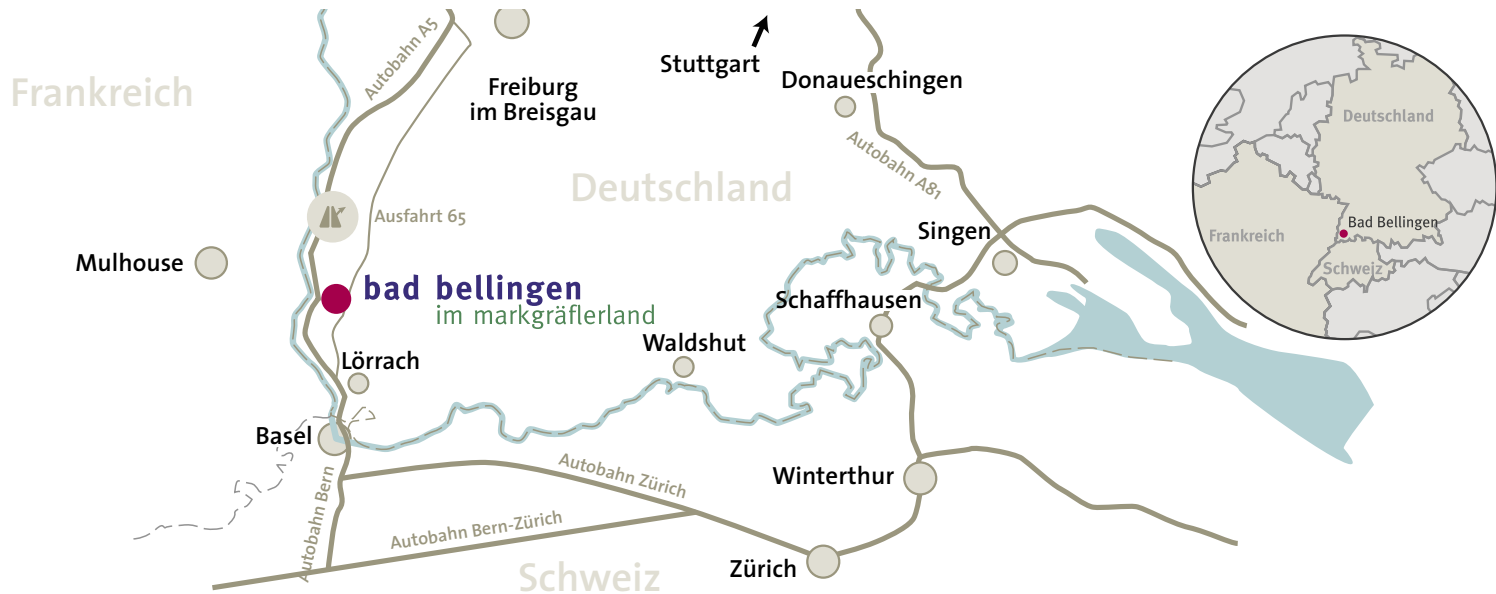 Frankreich
Autobahn A5
Freiburg
im Breisgau
Stuttgart
Donaueschingen
Autobahn A81
Deutschland
Ausfahrt 65
Mulhouse
Singen
bad bellingen
im markgräflerland
Schaffhausen
Waldshut
Lörrach
Basel
Autobahn Bern
Autobahn Zürich
Autobahn Bern-Zürich
Winterthur
Zürich
Schweiz
Deutschland
Bad Bellingen
Frankreich
Schweiz